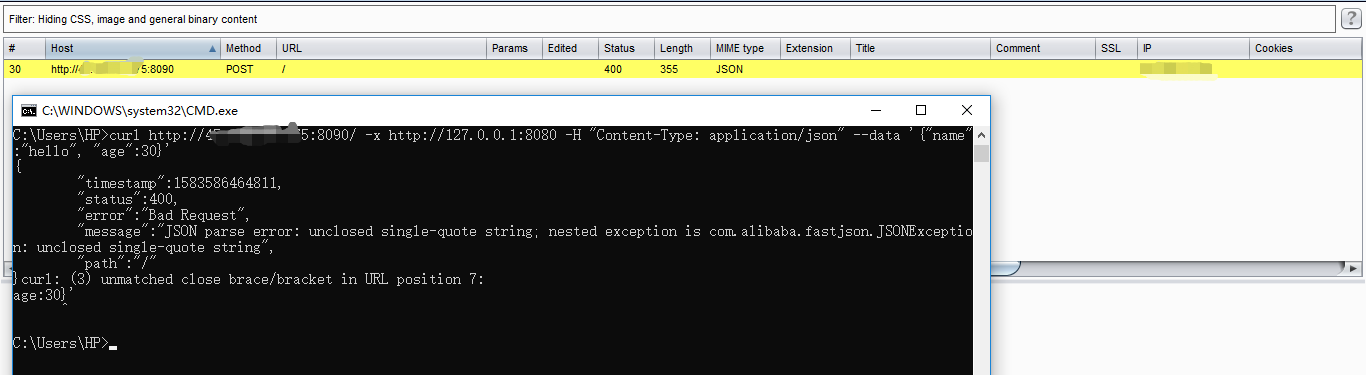 Filter: Hiding CSS, image and general binary content
?
# Host Method URL Params Edited Status Length MIME type Extension Title Comment SSL IP Cookies
30 http://4 5:8090 POST / 400 355 JSON
C:\WINDOWS\system32\CMD.exe
C:\Users\HP>curl http://45 5:8090/ -x http://127.0.0.1:8080 -H "Content-Type: application/json" --data '{"name"
:"hello", "age":30}'
{
"timestamp":1583586464811,
"status":400,
"error":"Bad Request",
"message":"JSON parse error: unclosed single-quote string; nested exception is com.alibaba.fastjson.JSONExceptio
n: unclosed single-quote string",
"path":"/"
}curl: (3) unmatched close brace/bracket in URL position 7:
age:30}'
^
C:\Users\HP>